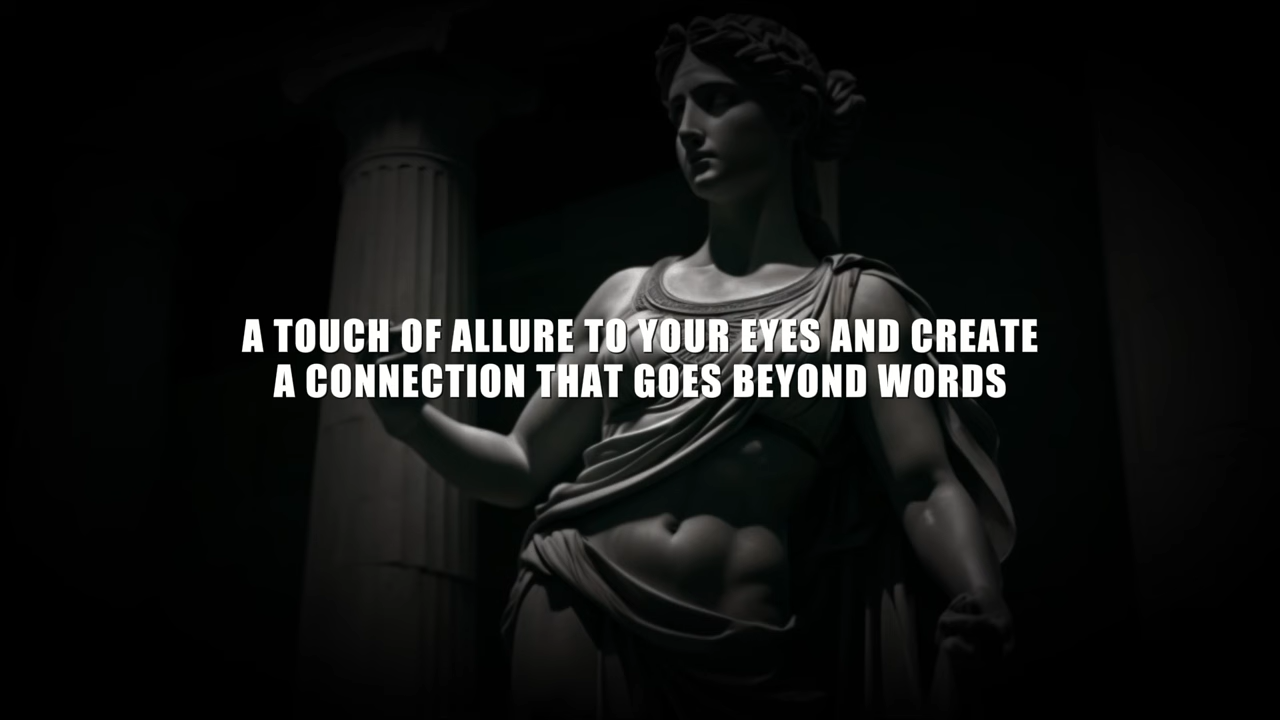 A TOUCH OF ALLURE TO YOUR EYES AND CREATE
A CONNECTION THAT GOES BEYOND WORDS